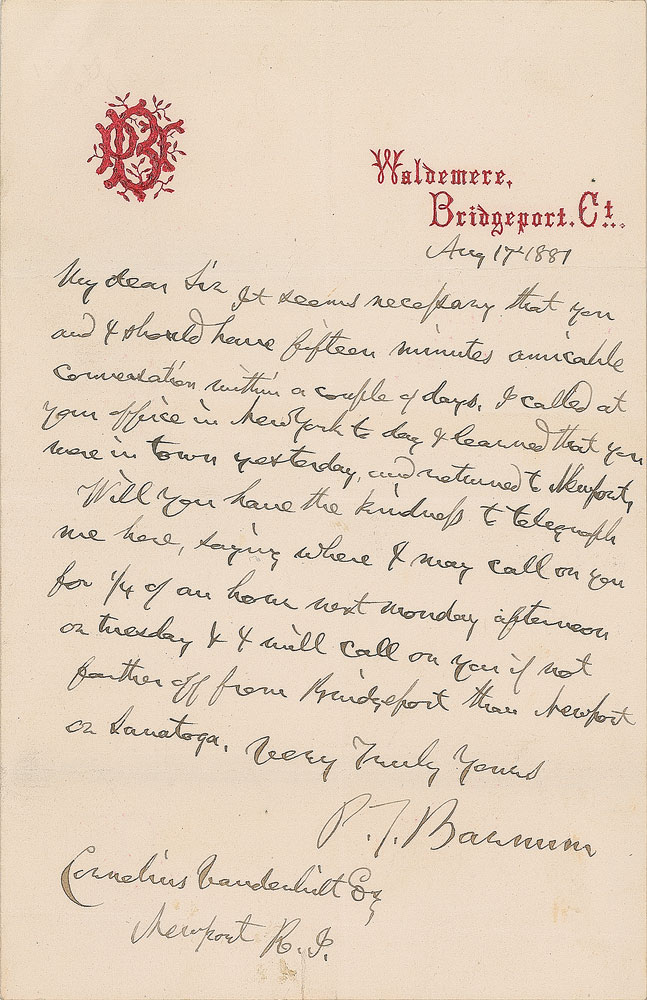 PTB
Waldemere,
Bridgeport. Ct.
Aug 17th 1881
My dear Sir It seems necessary that you
and I should have fifteen minutes amicable
conversation within a couple of days. I called at
your office in New York to day & learned that you
were in town yesterday, and returned to Newport,
Will you have the kindness to telegraph
me here, saying where I may call on you
for 1/4 of an hour next monday afternoon
or tuesday & I will call on you if not
farther off from Bridgeport than Newport
or Saratoga. Very Truly Yours
P. T. Barnum
Cornelius Vanderbilt Esq
Newport R. I.